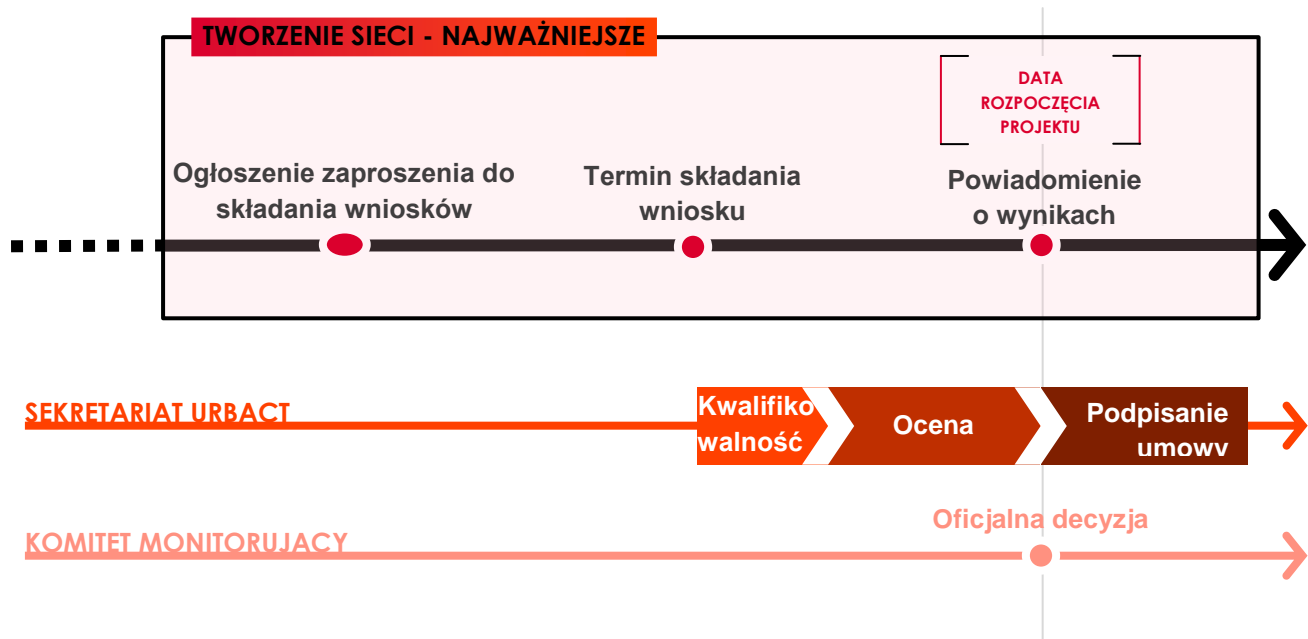 TWORZENIE SIECI - NAJWAŻNIEJSZE
DATA
ROZPOCZĘCIA
PROJEKTU
Ogłoszenie zaproszenia do
składania wniosków
Termin składania
wniosku
Powiadomienie
o wynikach
SEKRETARIAT URBACT
Kwalifiko
walność
Ocena
Podpisanie
umowy
Oficjalna decyzja
KOMITET MONITORUJACY